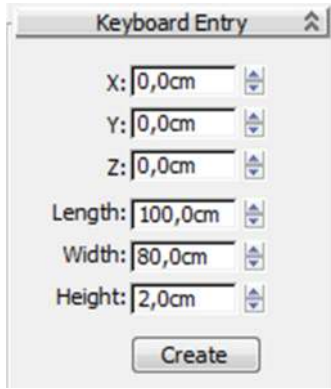 Keyboard Entry
X: 0,0cm
Y: 0,0cm
Z: 0,0cm
Length: 100,0cm
Width: 80,0cm
Height: 2,0cm
Create